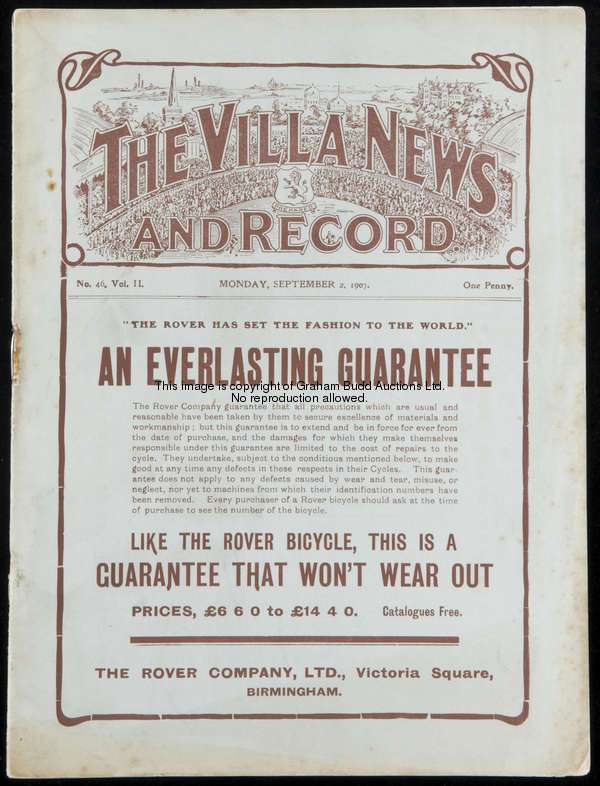 THE VILLA NEWS
AND RECORD.
No. 46, Vol. II.
MONDAY, SEPTEMBER 2, 1907.
One Penny.
"THE ROVER HAS SET THE FASHION TO THE WORLD."
AN EVERLASTING GUARANTEE
This image is copyright of Graham Budd Auctions Ltd.
No reproduction allowed.
The Rover Company guarantee that all precautions which are usual and
reasonable have been taken by them to secure excellence of materials and
workmanship; but this guarantee is to extend and be in force for ever from
the date of purchase, and the damages for which they make themselves
responsible under this guarantee are limited to the cost of repairs to the
cycle. They undertake, subject to the conditious mentioned below, to make
good at any time any defects in these respects in their Cycles. This guar-
antee does not apply to any defects caused by wear and tear, misuse, or
neglect, nor yet to machines from which their identification numbers have
been removed. Every purchaser of a Rover bicycle should ask at the time
of purchase to see the number of the bicycle.
LIKE THE ROVER BICYCLE, THIS IS A
GUARANTEE THAT WON'T WEAR OUT
PRICES, £6 6 0 to £14 4 0. Catalogues Free.
THE ROVER COMPANY, LTD., Victoria Square,
BIRMINGHAM.